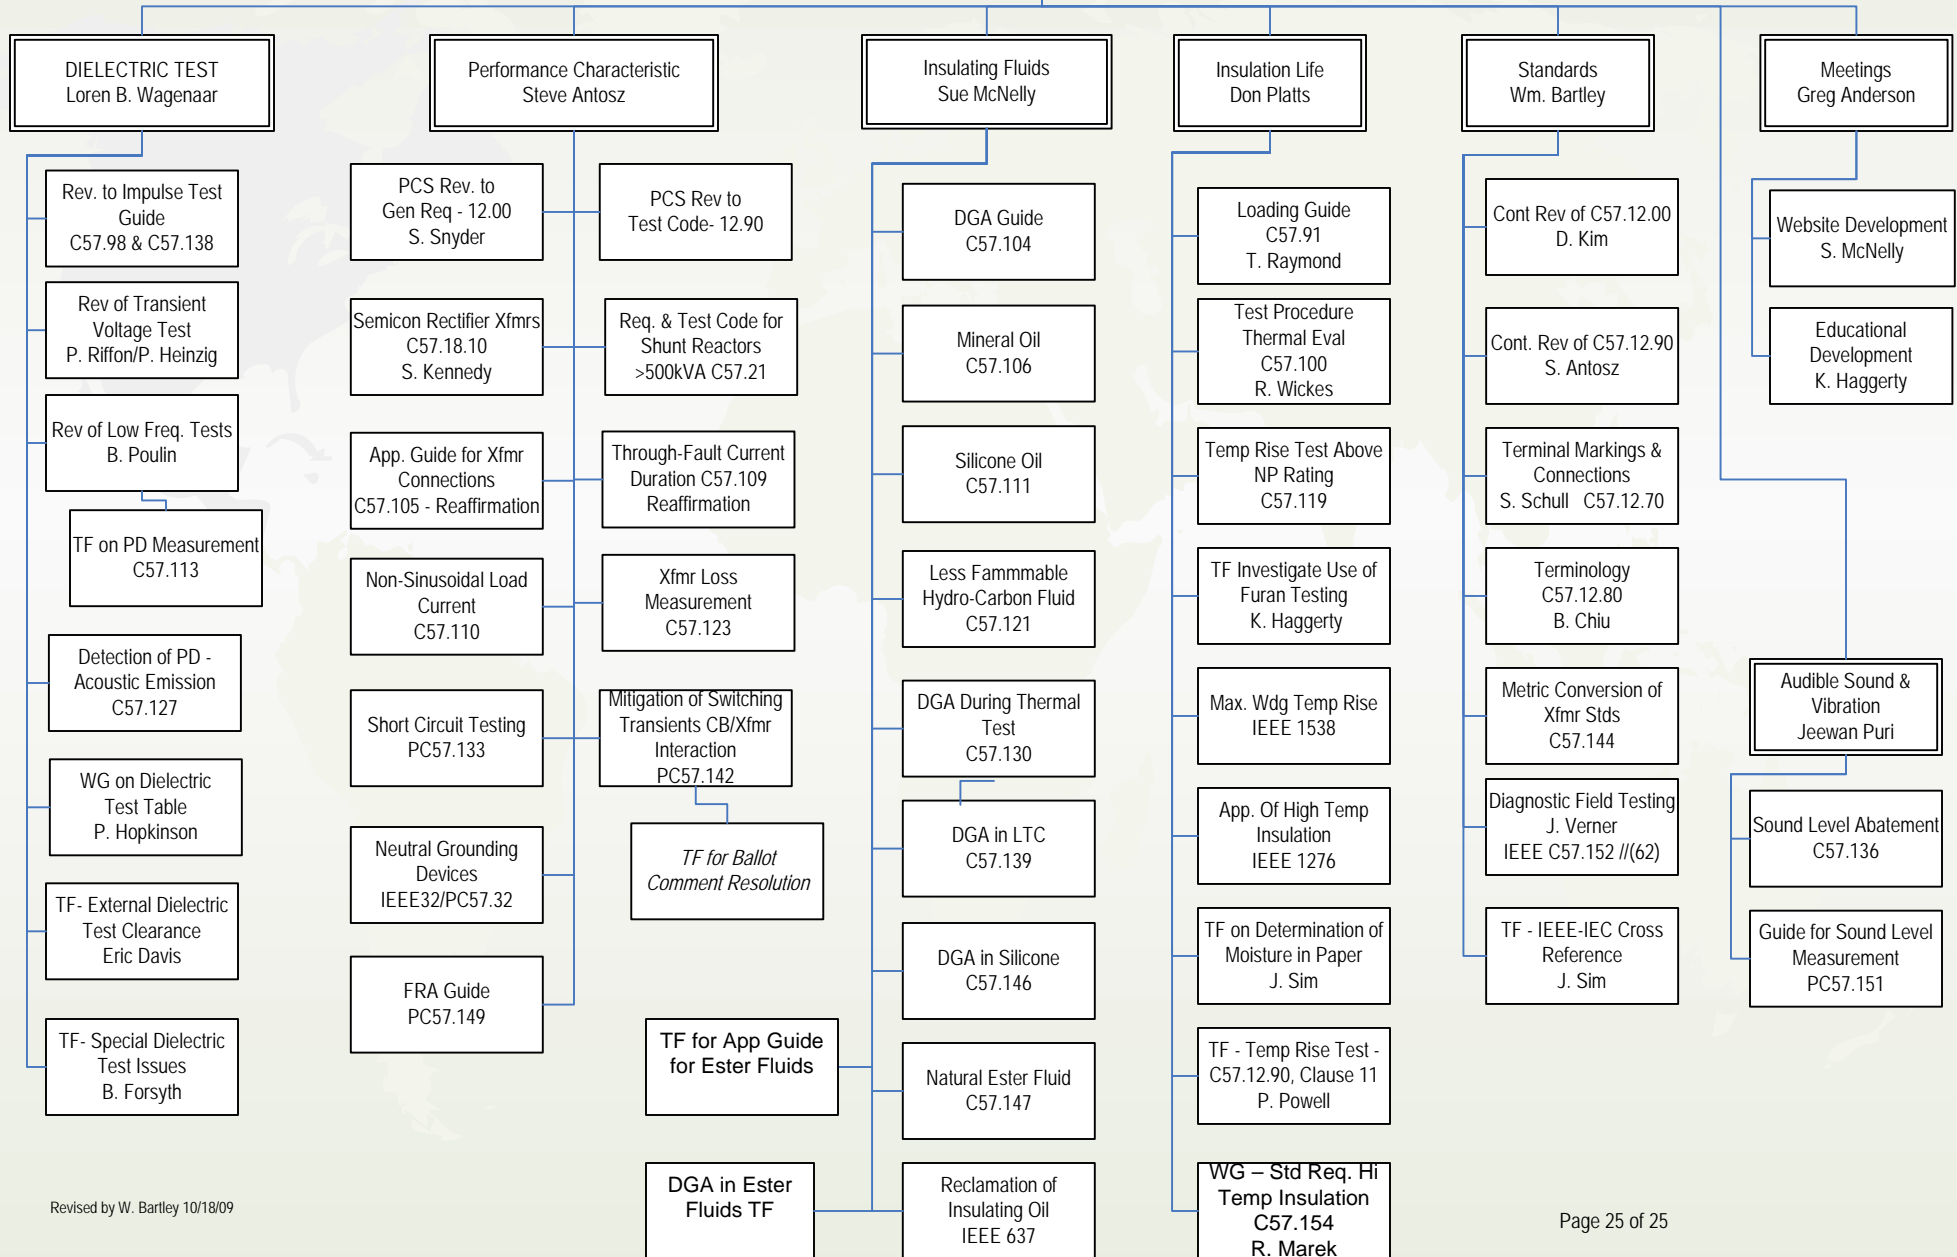 DIELECTRIC TEST
Loren B. Wagenaar
Rev. to Impulse Test
Guide
C57.98 & C57.138
Rev of Transient
Voltage Test
P. Riffon/P. Heinzig
Rev of Low Freq. Tests
B. Poulin
TF on PD Measurement
C57.113
Detection of PD -
Acoustic Emission
C57.127
WG on Dielectric
Test Table
P. Hopkinson
TF- External Dielectric
Test Clearance
Eric Davis
TF- Special Dielectric
Test Issues
B. Forsyth
Performance Characteristic
Steve Antosz
PCS Rev. to
Gen Req - 12.00
S. Snyder
PCS Rev to
Test Code- 12.90
Semicon Rectifier Xfmrs
C57.18.10
S. Kennedy
Req. & Test Code for
Shunt Reactors
>500kVA C57.21
App. Guide for Xfmr
Connections
C57.105 - Reaffirmation
Through-Fault Current
Duration C57.109
Reaffirmation
Non-Sinusoidal Load
Current
C57.110
Xfmr Loss
Measurement
C57.123
Short Circuit Testing
PC57.133
Mitigation of Switching
Transients CB/Xfmr
Interaction
PC57.142
TF for Ballot
Comment Resolution
Neutral Grounding
Devices
IEEE32/PC57.32
FRA Guide
PC57.149
Insulating Fluids
Sue McNelly
DGA Guide
C57.104
Mineral Oil
C57.106
Silicone Oil
C57.111
Less Fammmable
Hydro-Carbon Fluid
C57.121
DGA During Thermal
Test
C57.130
DGA in LTC
C57.139
DGA in Silicone
C57.146
TF for App Guide
for Ester Fluids
Natural Ester Fluid
C57.147
DGA in Ester
Fluids TF
Reclamation of
Insulating Oil
IEEE 637
Insulation Life
Don Platts
Loading Guide
C57.91
T. Raymond
Test Procedure
Thermal Eval
C57.100
R. Wickes
Temp Rise Test Above
NP Rating
C57.119
TF Investigate Use of
Furan Testing
K. Haggerty
Max. Wdg Temp Rise
IEEE 1538
App. Of High Temp
Insulation
IEEE 1276
TF on Determination of
Moisture in Paper
J. Sim
TF - Temp Rise Test -
C57.12.90, Clause 11
P. Powell
WG – Std Req. Hi
Temp Insulation
C57.154
R. Marek
Standards
Wm. Bartley
Cont Rev of C57.12.00
D. Kim
Cont. Rev of C57.12.90
S. Antosz
Terminal Markings &
Connections
S. Schull C57.12.70
Terminology
C57.12.80
B. Chiu
Metric Conversion of
Xfmr Stds
C57.144
Diagnostic Field Testing
J. Verner
IEEE C57.152 //(62)
TF - IEEE-IEC Cross
Reference
J. Sim
Meetings
Greg Anderson
Website Development
S. McNelly
Educational
Development
K. Haggerty
Audible Sound &
Vibration
Jeewan Puri
Sound Level Abatement
C57.136
Guide for Sound Level
Measurement
PC57.151
Revised by W. Bartley 10/18/09
Page 25 of 25